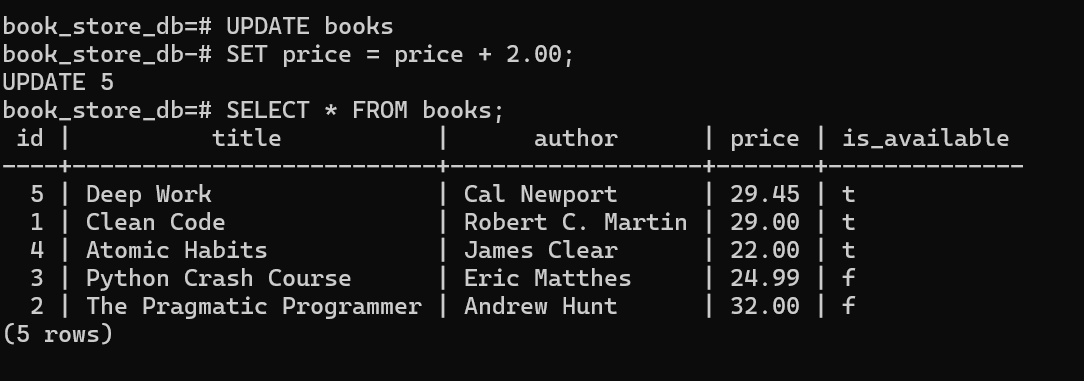 book_store_db=# UPDATE books
book_store_db-# SET price = price + 2.00;
UPDATE 5
book_store_db=# SELECT * FROM books;
 id |          title          |      author      | price | is_available
----+--------------------------+------------------+-------+--------------
  5 | Deep Work                | Cal Newport      | 29.45 | t
  1 | Clean Code               | Robert C. Martin | 29.00 | t
  4 | Atomic Habits            | James Clear      | 22.00 | t
  3 | Python Crash Course      | Eric Matthes     | 24.99 | f
  2 | The Pragmatic Programmer | Andrew Hunt      | 32.00 | f
(5 rows)